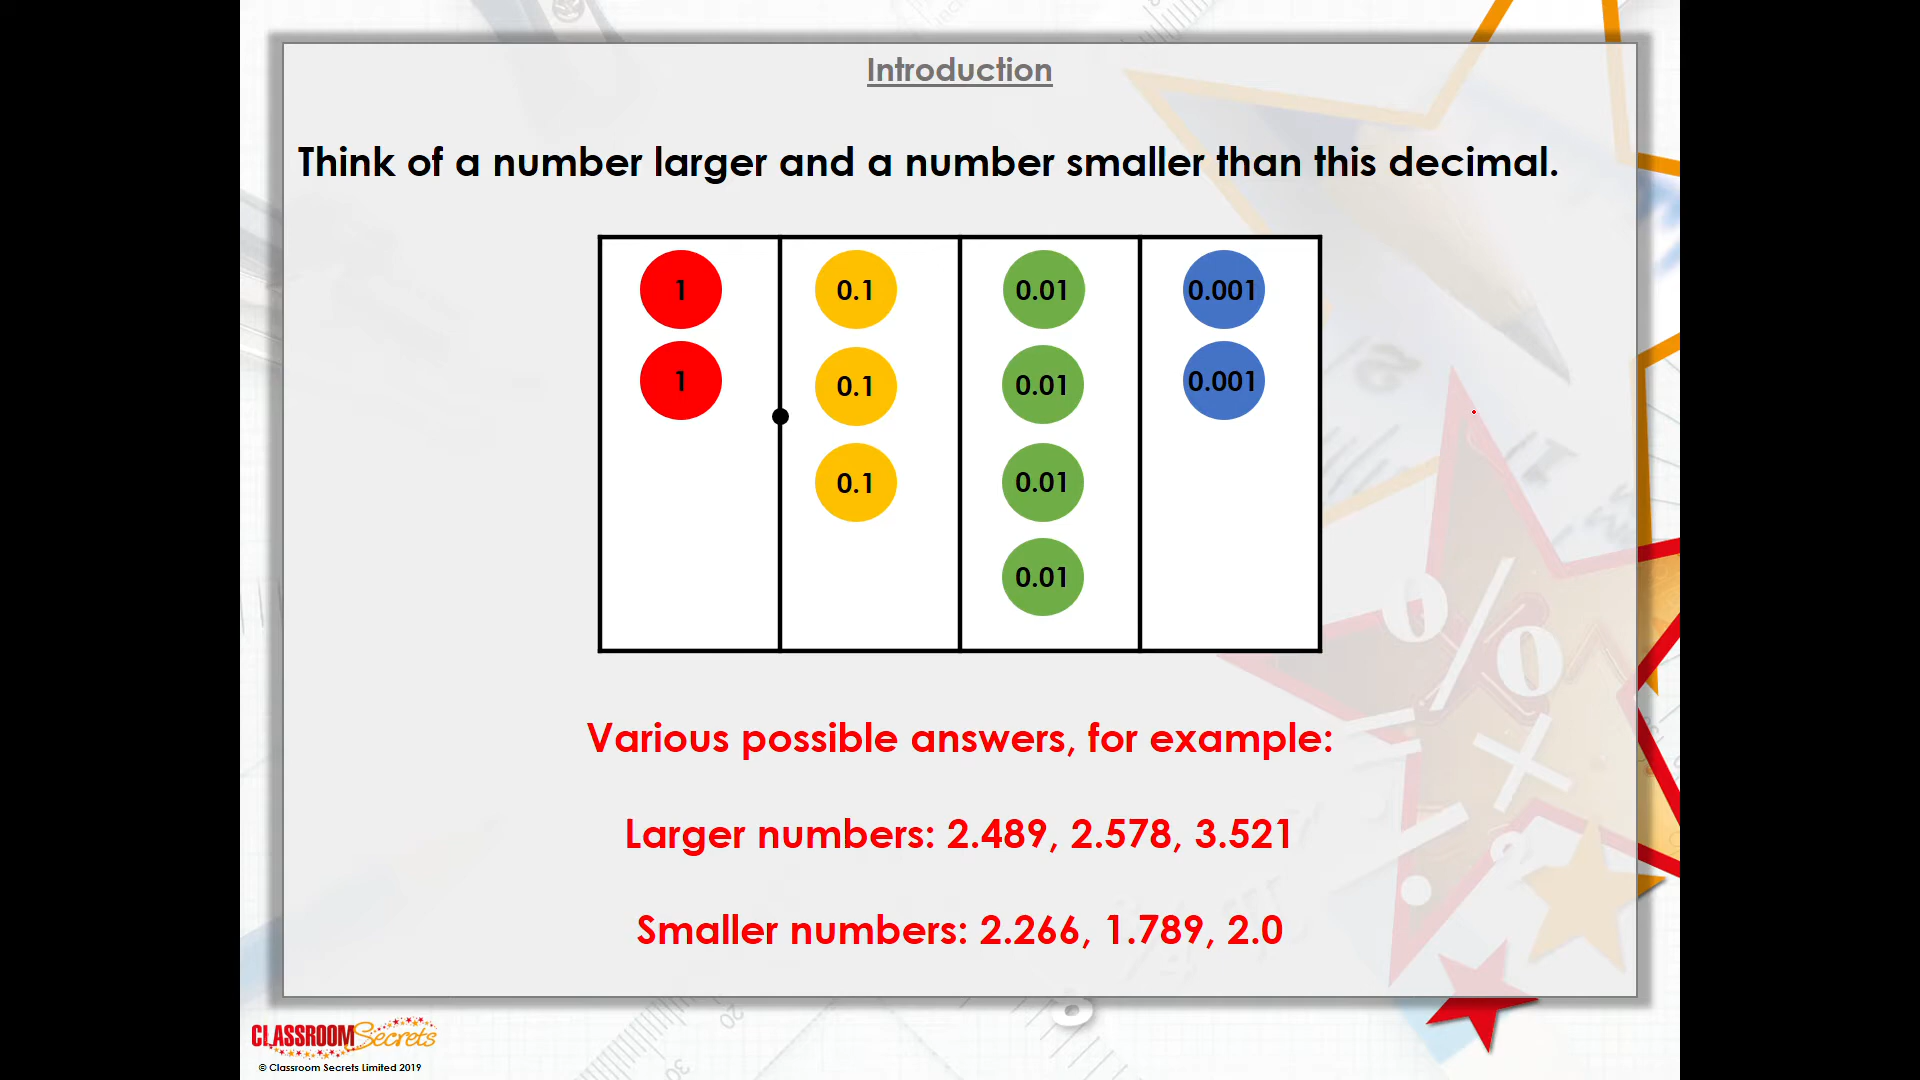 Introduction
Think of a number larger and a number smaller than this decimal.
1 0.1 0.01 0.001
1 0.1 0.01 0.001
0.1 0.01
0.01
Various possible answers, for example:
Larger numbers: 2.489, 2.578, 3.521
Smaller numbers: 2.266, 1.789, 2.0
CLASSROOM Secrets
© Classroom Secrets Limited 2019